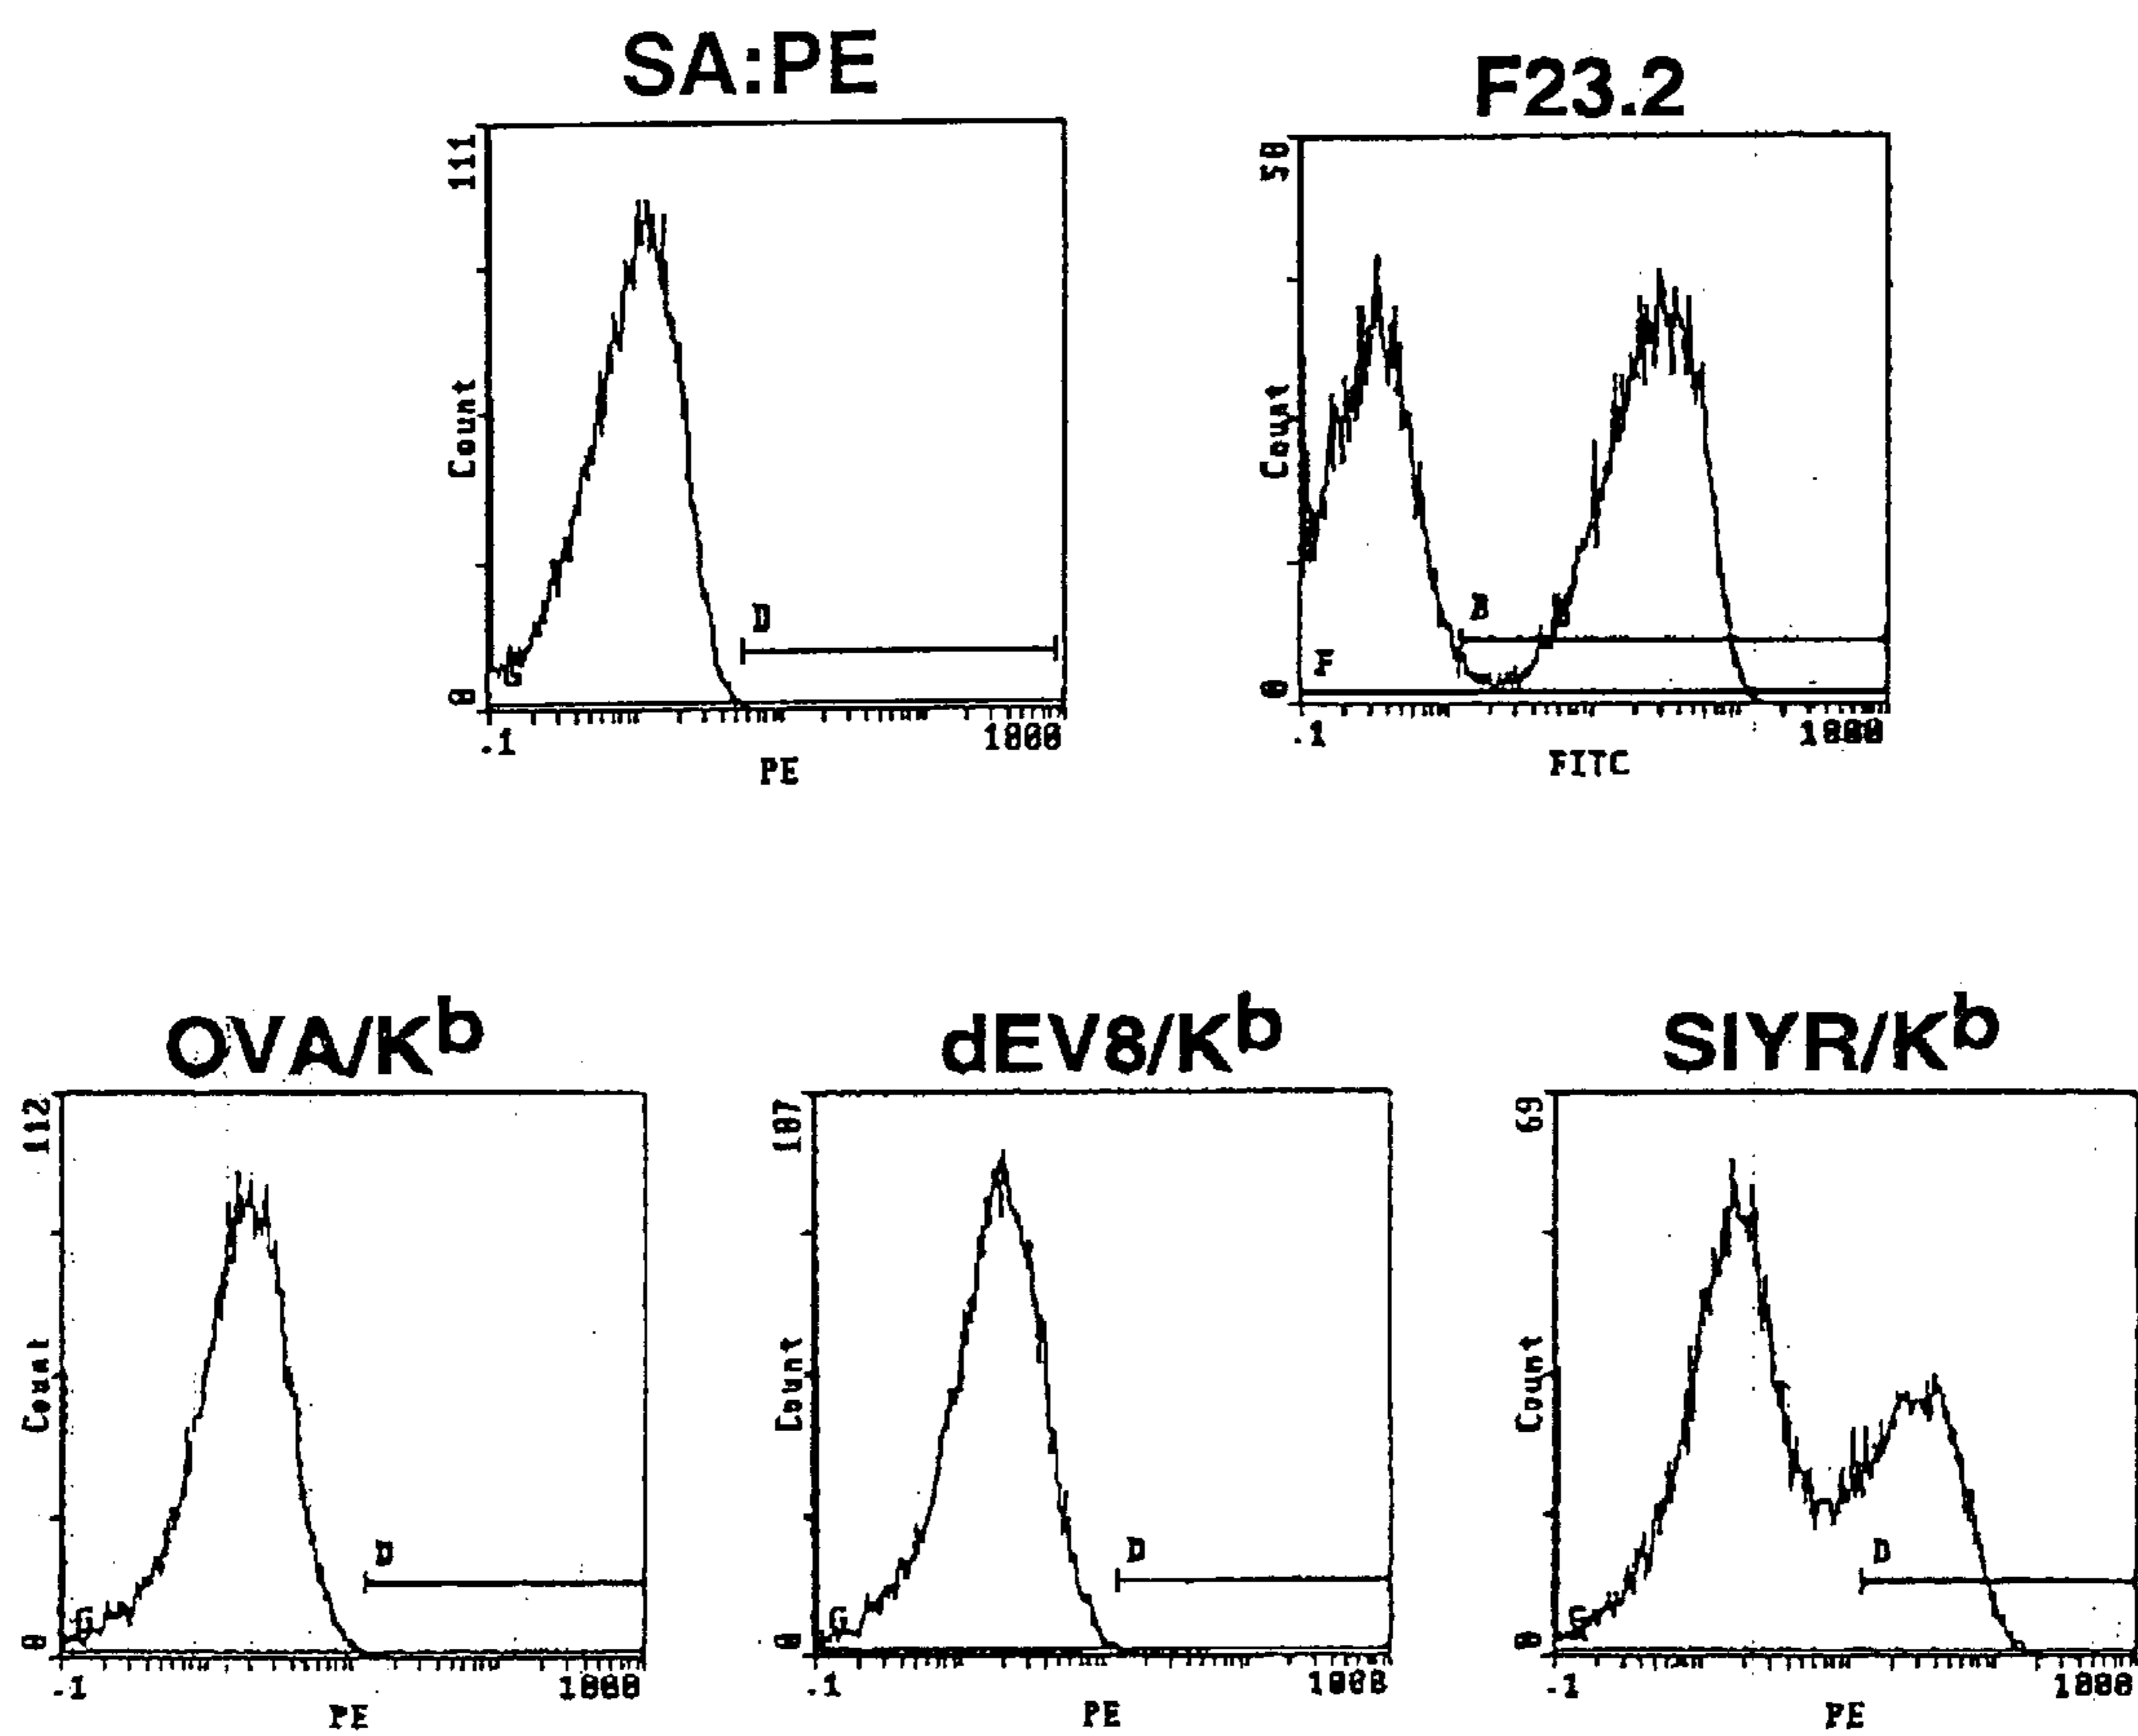 SA:PE
111
Count
0
D
G
.1
1000
PE
F23.2
50
Count
0
B
F
.1
1000
FITC
OVA/Kb
112
Count
0
D
G
.1
1000
PE
dEV8/Kb
107
Count
0
D
G
.1
1000
PE
SIYR/Kb
69
Count
0
D
G
.1
1000
PE